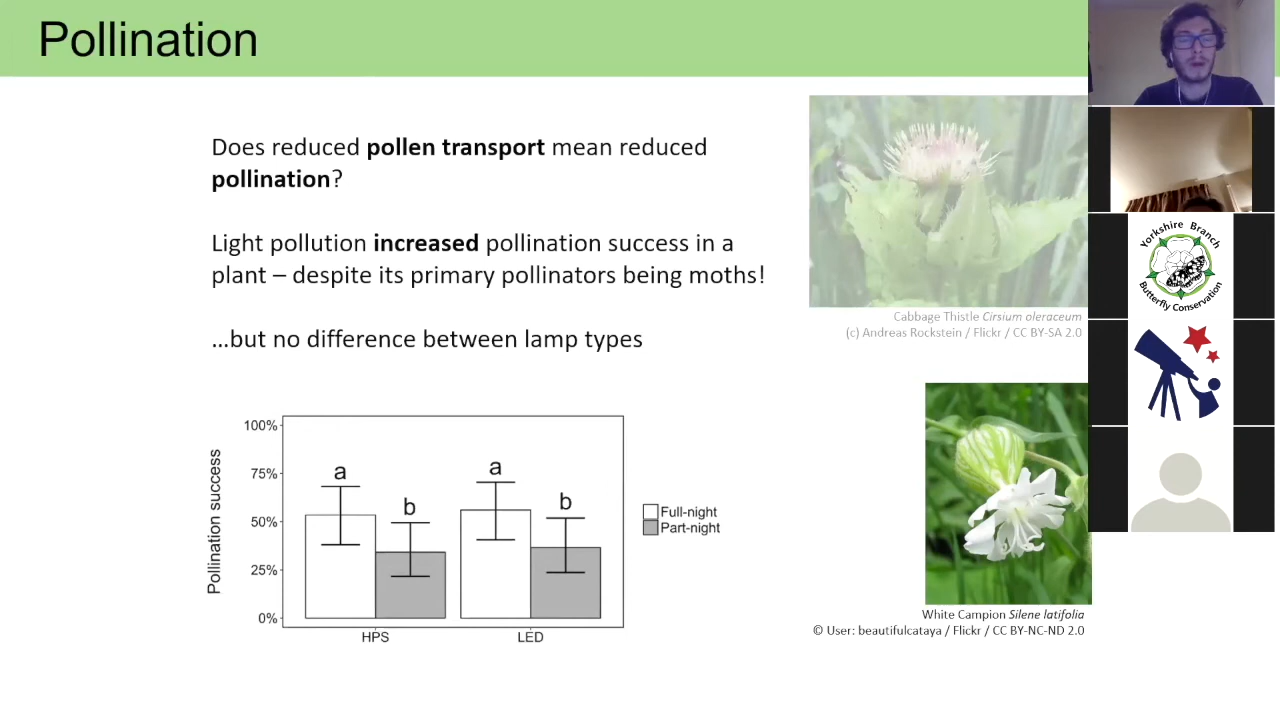 Pollination
Does reduced pollen transport mean reduced
pollination?
Light pollution increased pollination success in a
plant – despite its primary pollinators being moths!
...but no difference between lamp types
100%
75%
50%
25%
0%
Pollination success
a
b
a
b
HPS
LED
Full-night
Part-night
Cabbage Thistle Cirsium oleraceum
(c) Andreas Rockstein / Flickr / CC BY-SA 2.0
White Campion Silene latifolia
© User: beautifulcataya / Flickr / CC BY-NC-ND 2.0
Yorkshire Branch
Butterfly Conservation